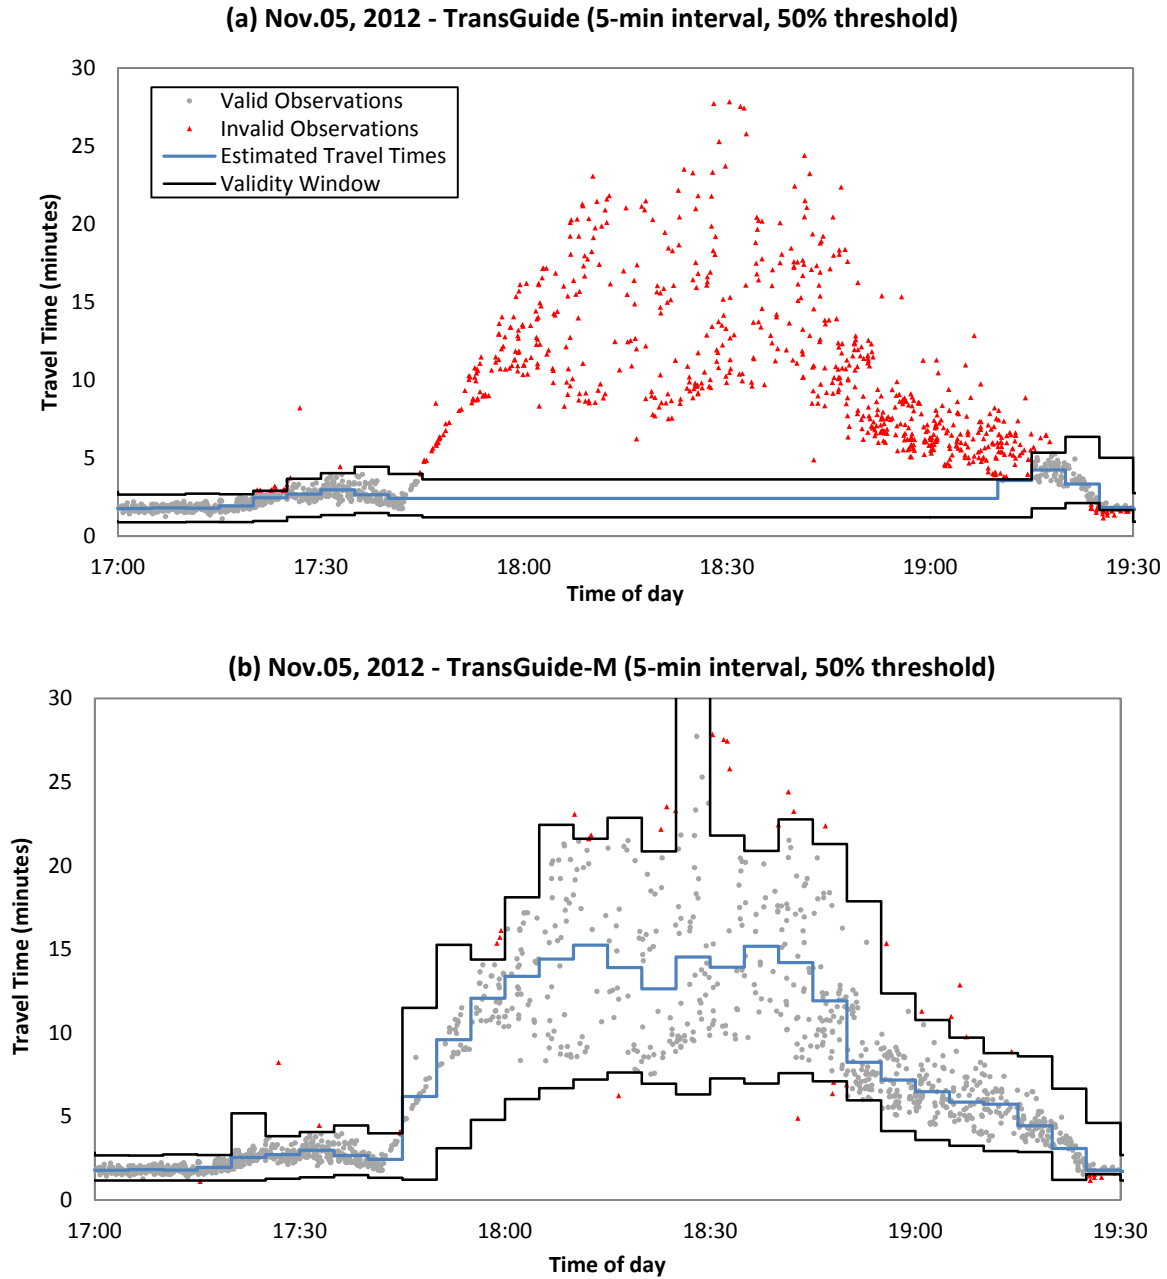 (a) Nov.05, 2012 - TransGuide (5-min interval, 50% threshold)
30
25
20
15
10
5
0
Travel Time (minutes)
Valid Observations
Invalid Observations
Estimated Travel Times
Validity Window
17:00 17:30 18:00 18:30 19:00 19:30
Time of day
(b) Nov.05, 2012 - TransGuide-M (5-min interval, 50% threshold)
30
25
20
15
10
5
0
Travel Time (minutes)
17:00 17:30 18:00 18:30 19:00 19:30
Time of day